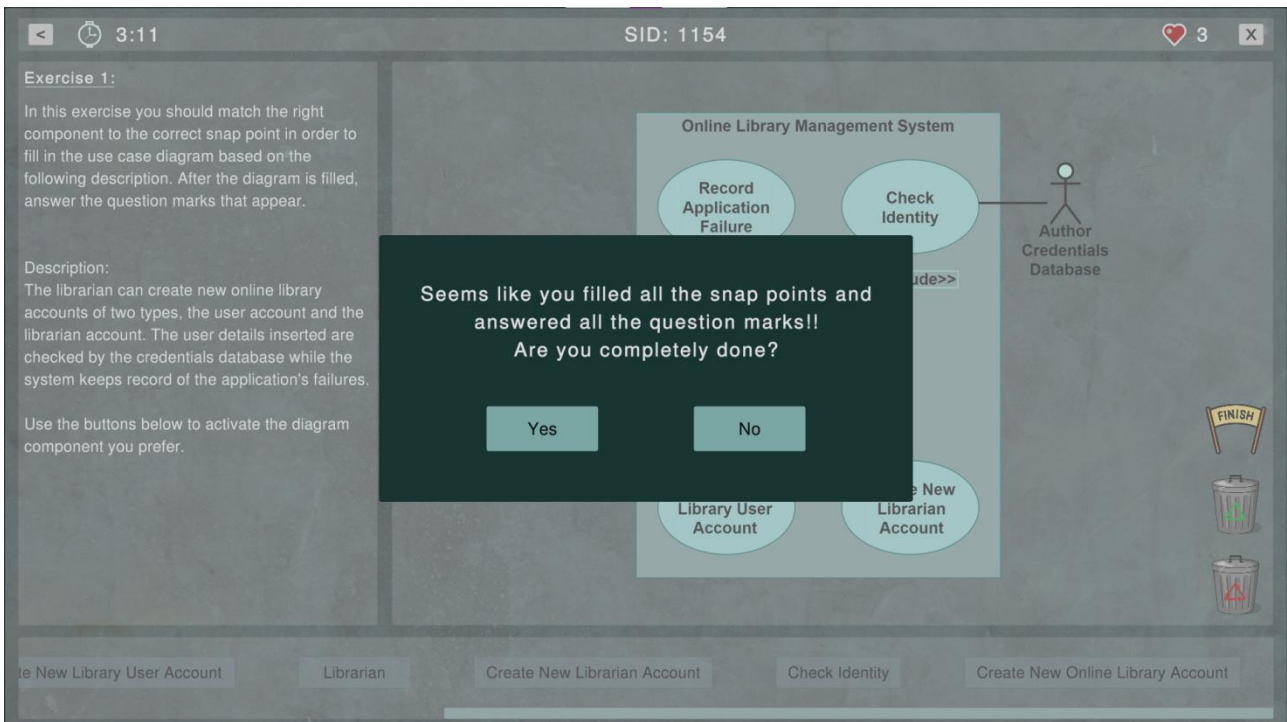 <
3:11
SID: 1154
3
X
Exercise 1:
In this exercise you should match the right
component to the correct snap point in order to
fill in the use case diagram based on the
following description. After the diagram is filled,
answer the question marks that appear.
Description:
The librarian can create new online library
accounts of two types, the user account and the
librarian account. The user details inserted are
checked by the credentials database while the
system keeps record of the application's failures.
Use the buttons below to activate the diagram
component you prefer.
Online Library Management System
Record
Application
Failure
Check
Identity
Author
Credentials
Database
ude>>
Seems like you filled all the snap points and
answered all the question marks!!
Are you completely done?
Yes
No
Library User
Account
e New
Librarian
Account
FINISH
te New Library User Account
Librarian
Create New Librarian Account
Check Identity
Create New Online Library Account